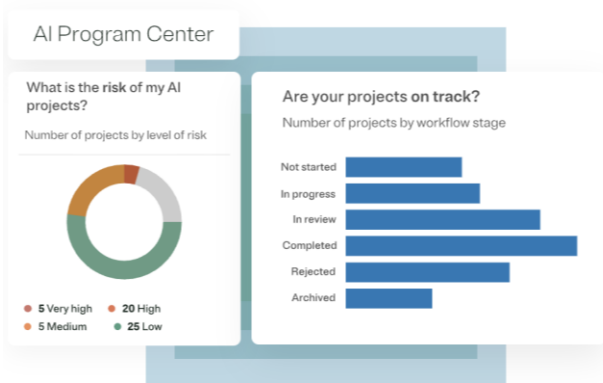 AI Program Center
What is the risk of my AI
projects?
Number of projects by level of risk
5 Very high
20 High
5 Medium
25 Low
Are your projects on track?
Number of projects by workflow stage
Not started
In progress
In review
Completed
Rejected
Archived